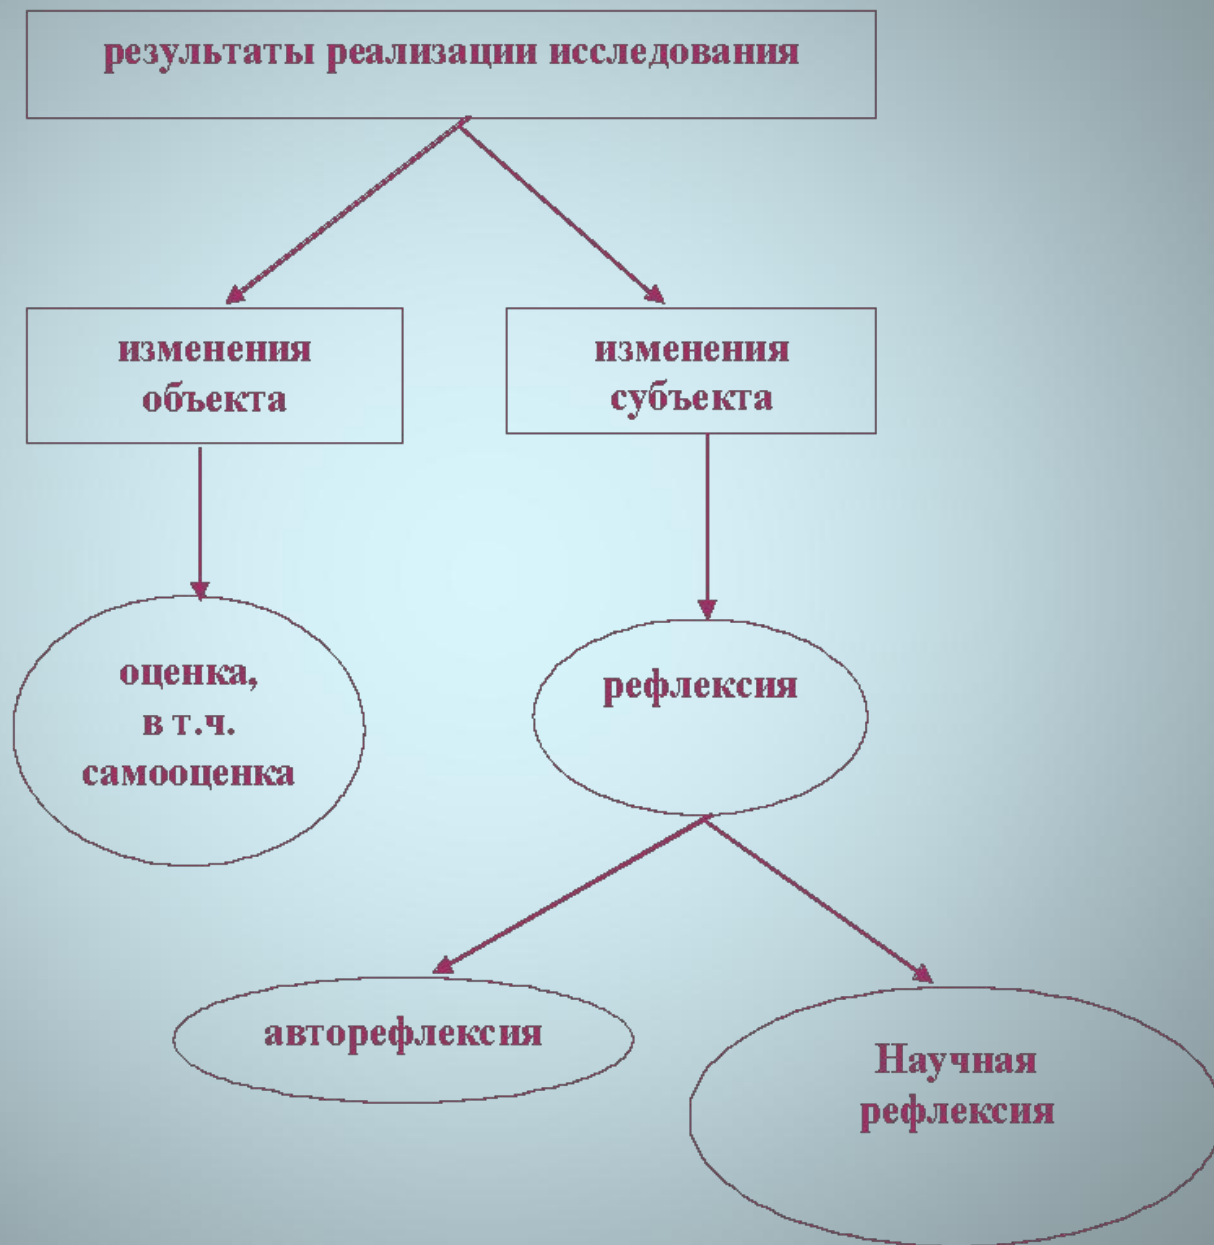 результаты реализации исследования
изменения
объекта
изменения
субъекта
оценка,
в т.ч.
самооценка
рефлексия
авторефлексия
Научная
рефлексия